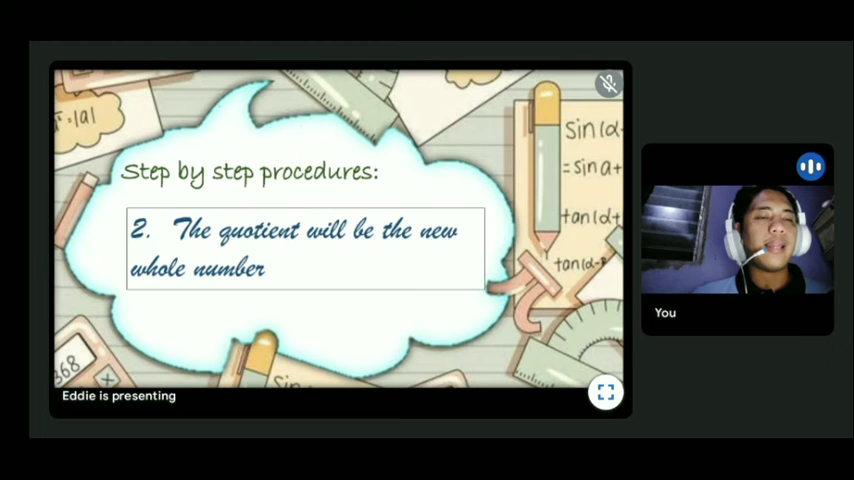 Step by step procedures:
2. The quotient will be the new
whole number
sin(α
=sin α+
tan(α+
tan(α-β
=|a|
368
sin
Eddie is presenting
You